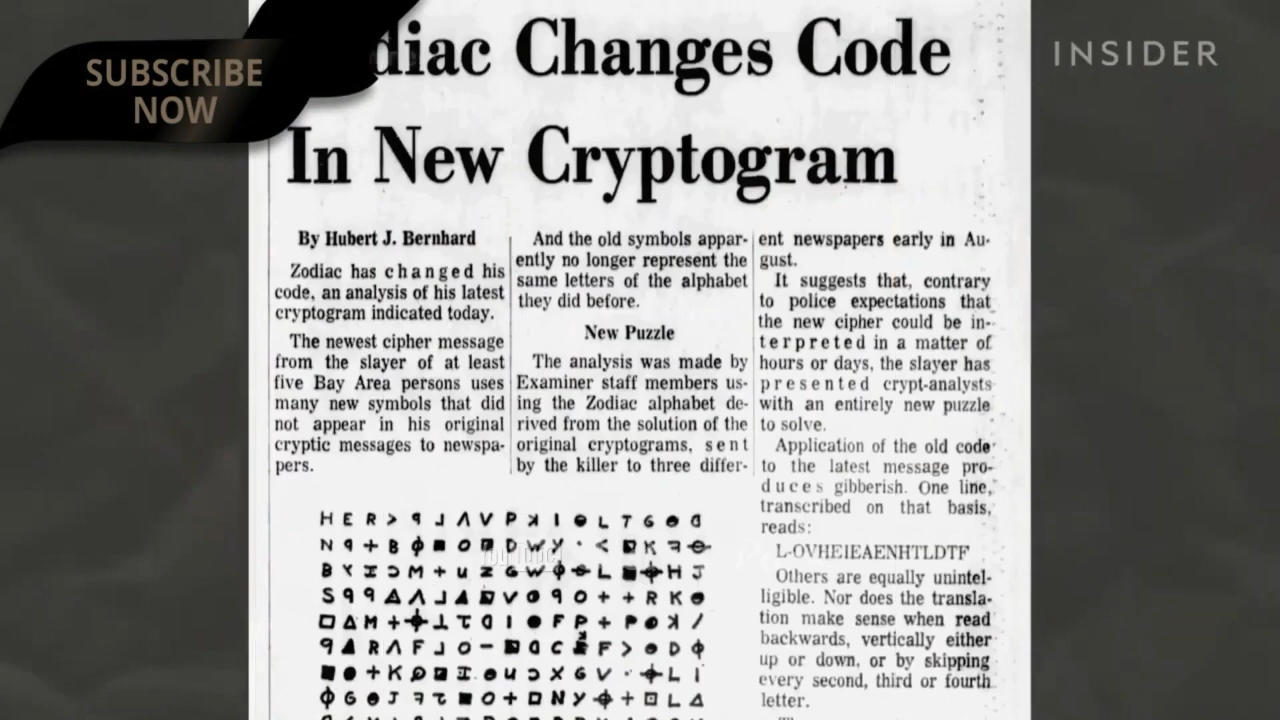 SUBSCRIBE
NOW
INSIDER
diac Changes Code
In New Cryptogram
By Hubert J. Bernhard
Zodiac has changed his
code, an analysis of his latest
cryptogram indicated today.
The newest cipher message
from the slayer of at least
five Bay Area persons uses
many new symbols that did
not appear in his original
cryptic messages to newspa-
pers.
And the old symbols appar-
ently no longer represent the
same letters of the alphabet
they did before.
New Puzzle
The analysis was made by
Examiner staff members us-
ing the Zodiac alphabet de-
rived from the solution of the
original cryptograms, sent
by the killer to three differ-
ent newspapers early in Au-
gust.
It suggests that, contrary
to police expectations that
the new cipher could be in-
terpreted in a matter of
hours or days, the slayer has
presented crypt-analysts
with an entirely new puzzle
to solve.
Application of the old code
to the latest message pro-
duces gibberish. One line,
transcribed on that basis,
reads:
L-OVHEIEAENHTLDTF
Others are equally unintel-
ligible. Nor does the transla-
tion make sense when read
backwards, vertically either
up or down, or by skipping
every second, third or fourth
letter.